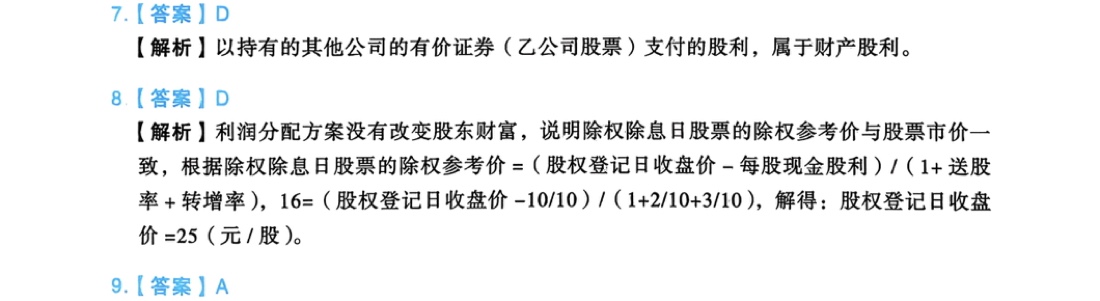 7.【答案】D
【解析】以持有的其他公司的有价证券（乙公司股票）支付的股利，属于财产股利。
8【答案】D
【解析】利润分配方案没有改变股东财富，说明除权除息日股票的除权参考价与股票市价一
致，根据除权除息日股票的除权参考价 =（股权登记日收盘价 – 每股现金股利）/（1+ 送股
率 + 转增率），16=（股权登记日收盘价 –10/10）/（1+2/10+3/10），解得：股权登记日收盘
价 =25（元 / 股）。
9.【答案】A